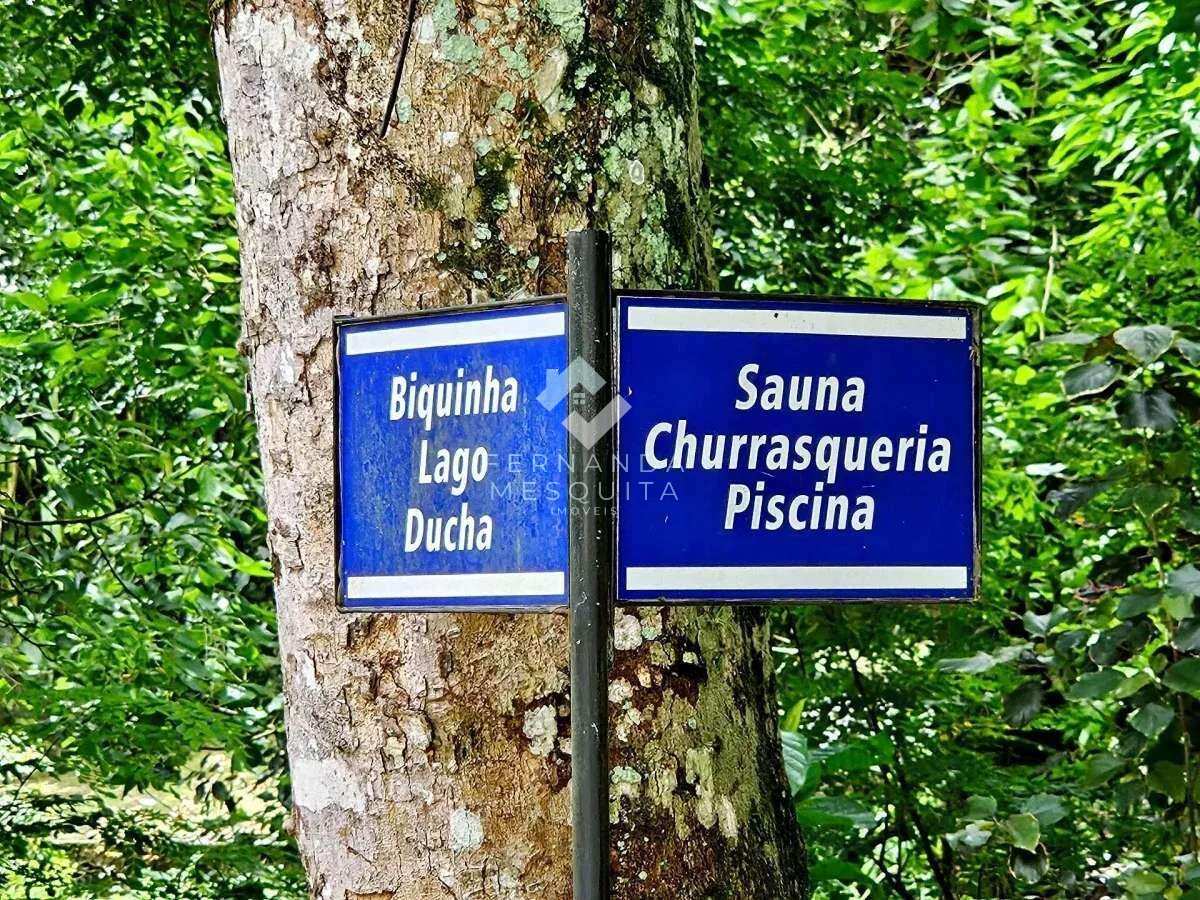 Biquinha
Lago
Ducha
Sauna
Churrasqueria
Piscina
FERNANDA
MESQUITA
IMÓVEIS